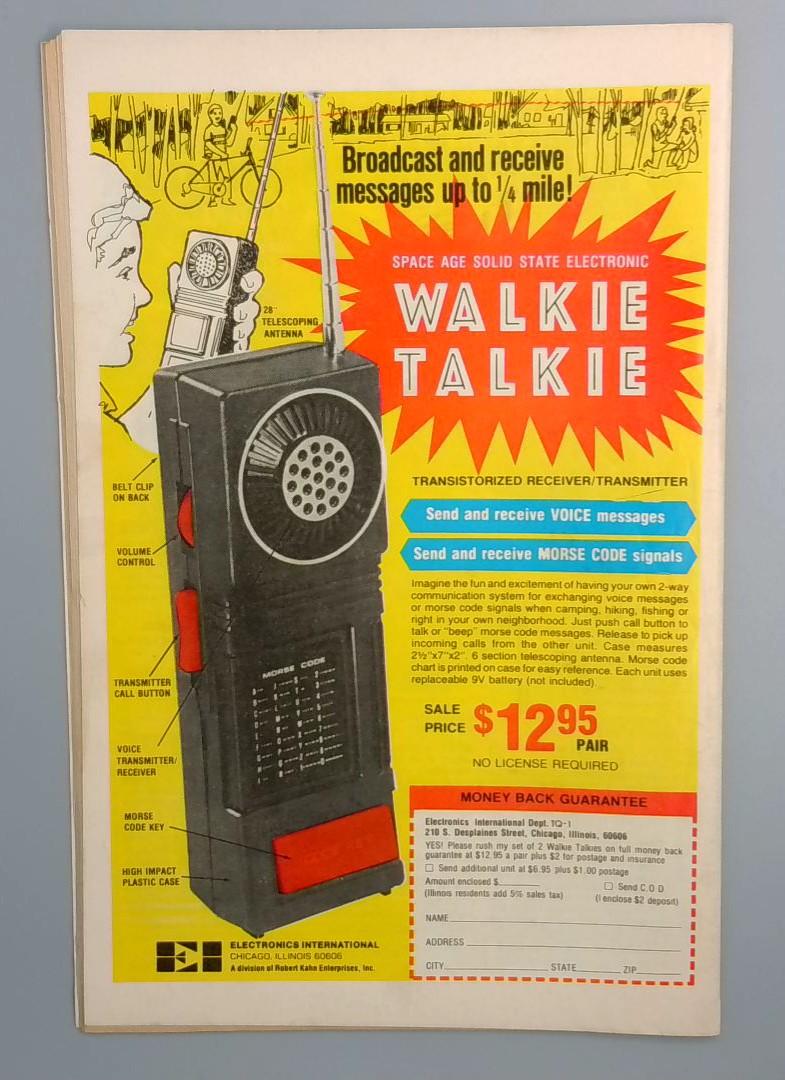 Broadcast and receive
messages up to 1/4 mile!
SPACE AGE SOLID STATE ELECTRONIC
WALKIE
TALKIE
28"
TELESCOPING
ANTENNA
BELT CLIP
ON BACK
VOLUME
CONTROL
TRANSMITTER
CALL BUTTON
VOICE
TRANSMITTER/
RECEIVER
MORSE
CODE KEY
HIGH IMPACT
PLASTIC CASE
MORSE CODE
TRANSISTORIZED RECEIVER/TRANSMITTER
Send and receive VOICE messages
Send and receive MORSE CODE signals
Imagine the fun and excitement of having your own 2-way
communication system for exchanging voice messages
or morse code signals when camping, hiking, fishing or
right in your own neighborhood. Just push call button to
talk or "beep" morse code messages. Release to pick up
incoming calls from the other unit. Case measures
2½"x7"x2". 6 section telescoping antenna. Morse code
chart is printed on case for easy reference. Each unit uses
replaceable 9V battery (not included).
SALE
PRICE $12 95
PAIR
NO LICENSE REQUIRED
MONEY BACK GUARANTEE
Electronics International Dept. TQ-1
210 S. Desplaines Street, Chicago, Illinois, 60606
YES! Please rush my set of 2 Walkie Talkies on full money back
guarantee at $12.95 a pair plus $2 for postage and insurance
Send additional unit at $6.95 plus $1.00 postage
Amount enclosed $ Send C.O.D
(Illinois residents add 5% sales tax) (I enclose $2 deposit)
NAME
ADDRESS
CITY STATE ZIP
EI
ELECTRONICS INTERNATIONAL
CHICAGO, ILLINOIS 60606
A division of Robert Kahn Enterprises, Inc.